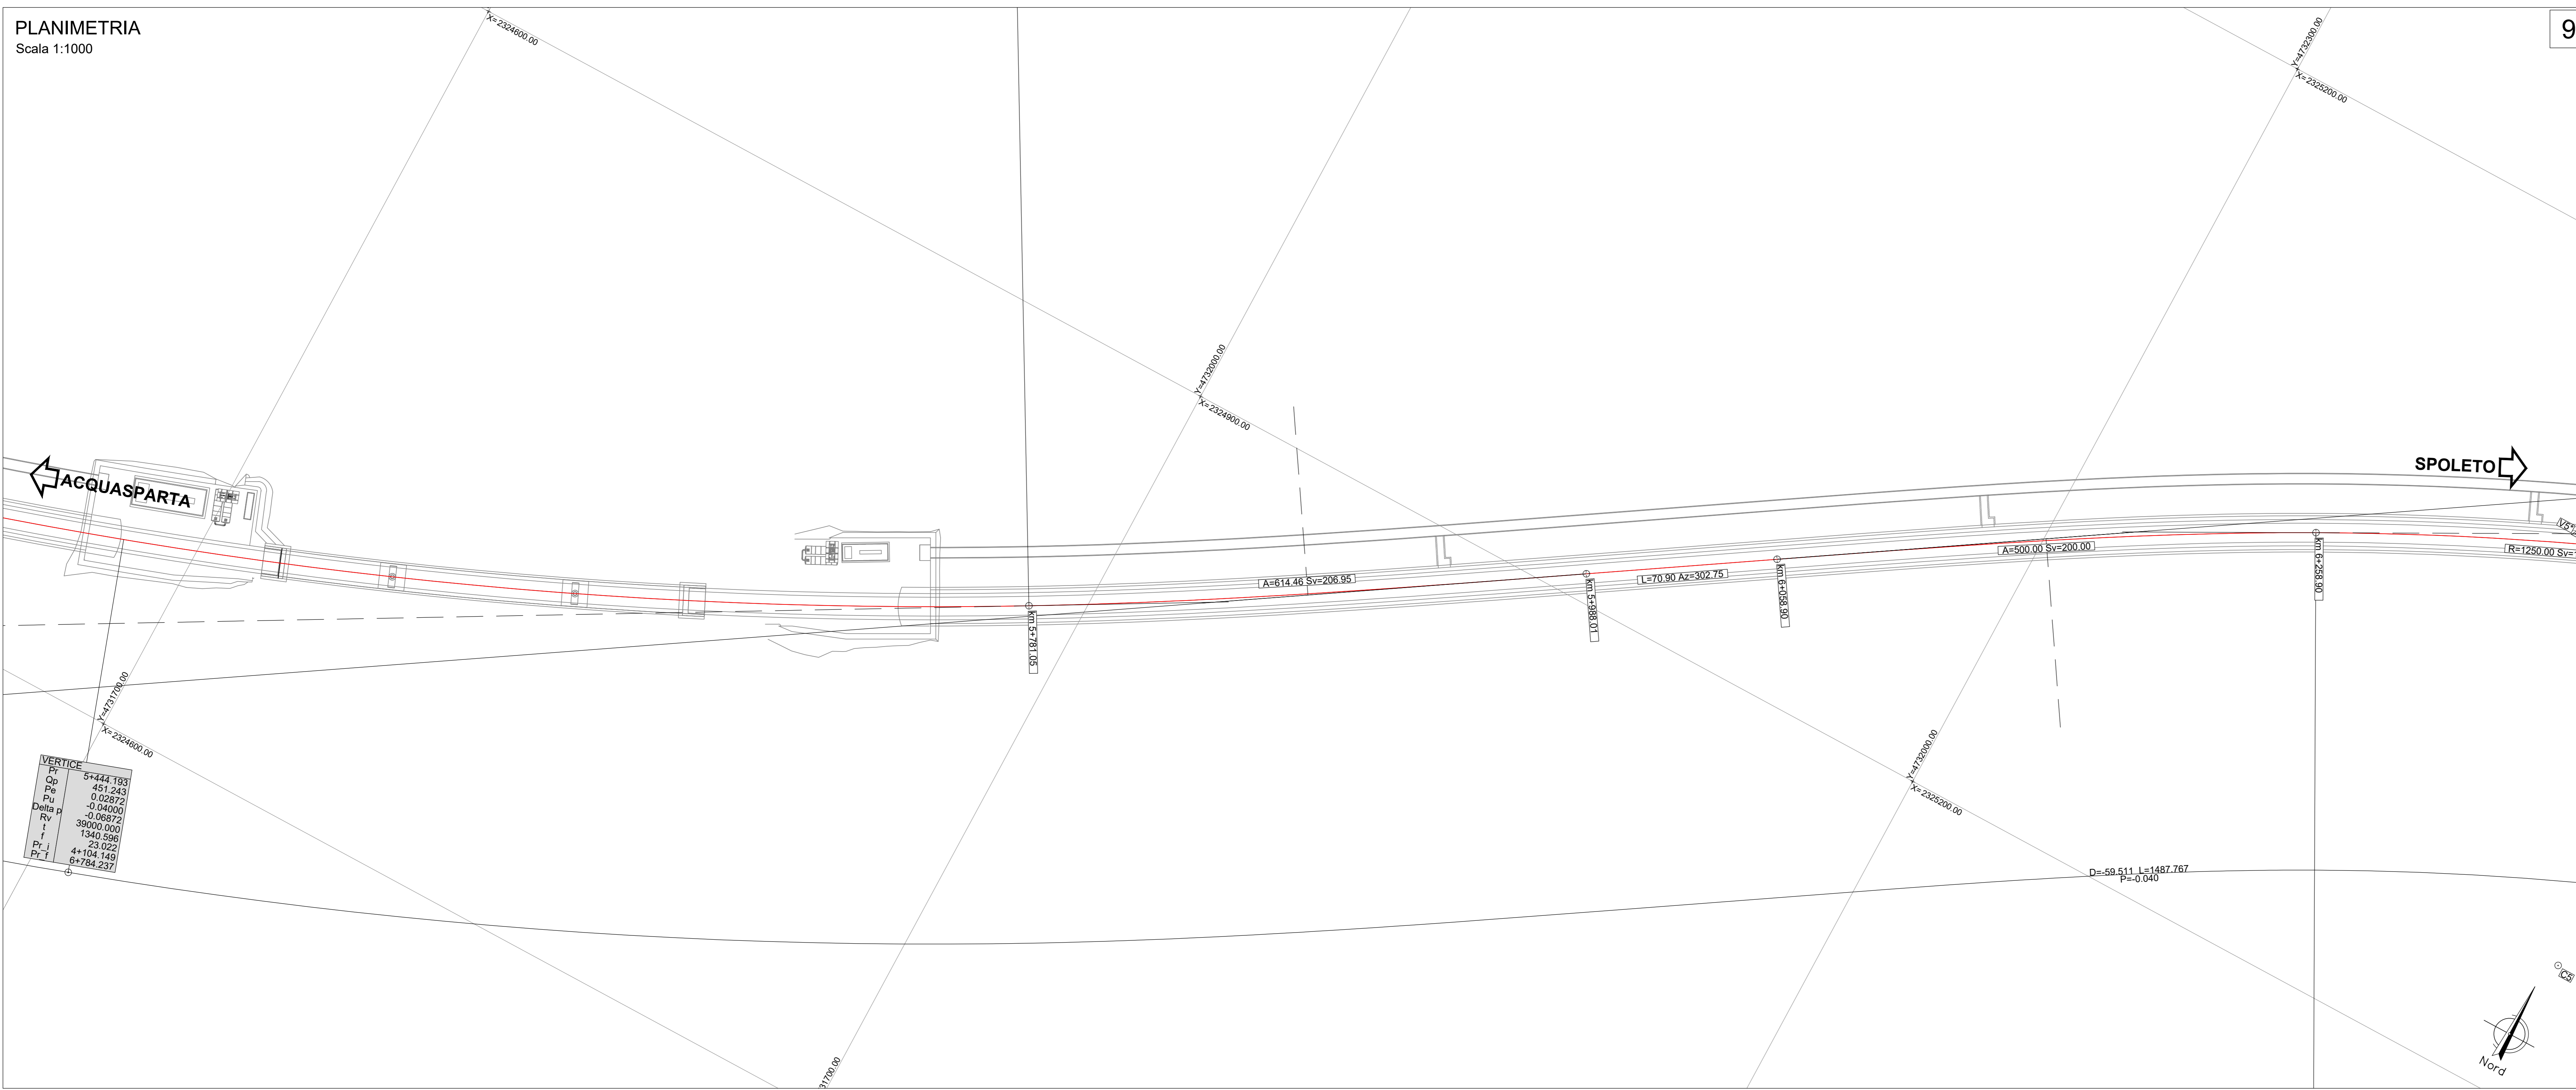 PLANIMETRIA
Scala 1:1000
9
X=2324600.00
Y=4732300.00
X=2325200.00
Y=4732000.00
X=2324900.00
ACQUASPARTA
SPOLETO
A=614.46 Sv=206.95
L=70.90 Az=302.75
A=500.00 Sv=200.00
R=1250.00 Sv=1
V5
km 5+781.05
km 5+988.01
km 6+058.90
km 6+258.90
Y=4731700.00
X=2324600.00
Y=4732000.00
X=2325200.00
VERTICE
Pr 5+444.193
Qp 451.243
Pe 0.02872
Pu -0.04000
Delta p -0.06872
Rv 39000.000
t 1340.596
f 23.022
Pr_i 4+104.149
Pr_f 6+784.237
D=-59.511 L=1487.767
P=-0.040
31700.00
C5
Nord